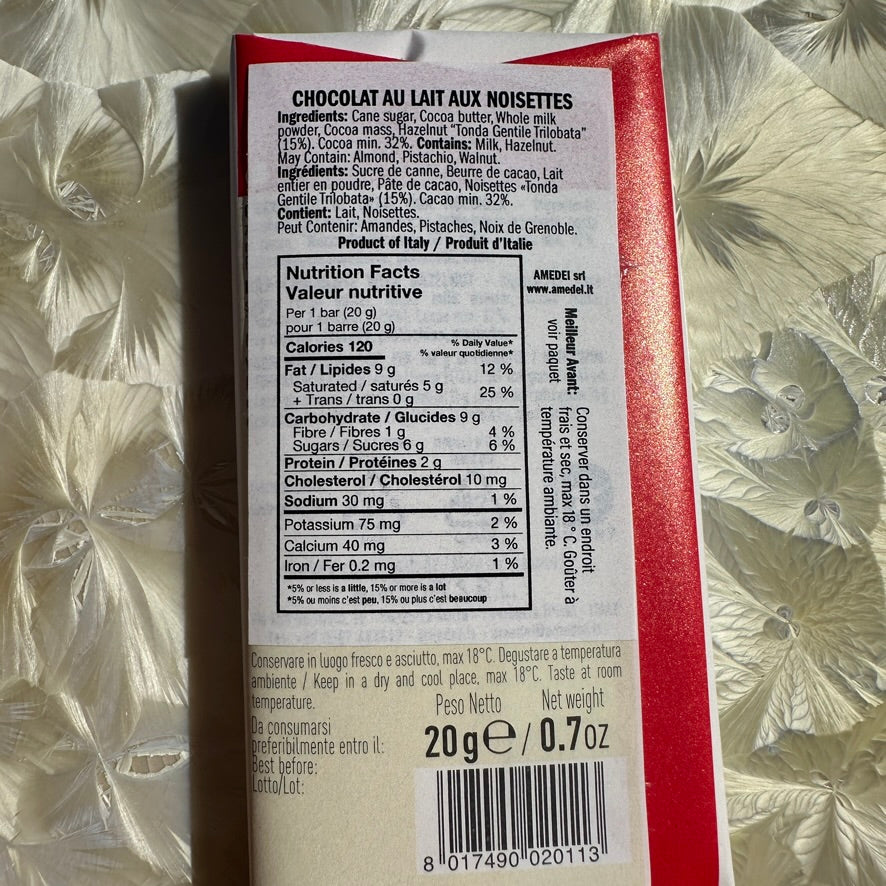 CHOCOLAT AU LAIT AUX NOISETTES
Ingredients: Cane sugar, Cocoa butter, Whole milk
powder, Cocoa mass, Hazelnut "Tonda Gentile Trilobata"
(15%). Cocoa min. 32%. Contains: Milk, Hazelnut.
May Contain: Almond, Pistachio, Walnut.
Ingrédients: Sucre de canne, Beurre de cacao, Lait
entier en poudre, Pâte de cacao, Noisettes «Tonda
Gentile Trilobata» (15%). Cacao min. 32%.
Contient: Lait, Noisettes.
Peut Contenir: Amandes, Pistaches, Noix de Grenoble.
Product of Italy / Produit d'Italie
Nutrition Facts
Valeur nutritive
Per 1 bar (20 g)
pour 1 barre (20 g)
Calories 120
% Daily Value*
% valeur quotidienne*
Fat / Lipides 9 g 12 %
Saturated / saturés 5 g
+ Trans / trans 0 g 25 %
Carbohydrate / Glucides 9 g
Fibre / Fibres 1 g 4 %
Sugars / Sucres 6 g 6 %
Protein / Protéines 2 g
Cholesterol / Cholestérol 10 mg
Sodium 30 mg 1 %
Potassium 75 mg 2 %
Calcium 40 mg 3 %
Iron / Fer 0.2 mg 1 %
*5% or less is a little, 15% or more is a lot
*5% ou moins c'est peu, 15% ou plus c'est beaucoup
AMEDEI srl
www.amedei.it
Meilleur Avant:
voir paquet
Conserver dans un endroit
frais et sec, max 18° C. Goûter à
température ambiante.
Conservare in luogo fresco e asciutto, max 18°C. Degustare a temperatura
ambiente / Keep in a dry and cool place, max 18°C. Taste at room
temperature.
Peso Netto Net weight
20 g e / 0.7oz
Da consumarsi
preferibilmente entro il:
Best before:
Lotto/Lot:
8 017490 020113